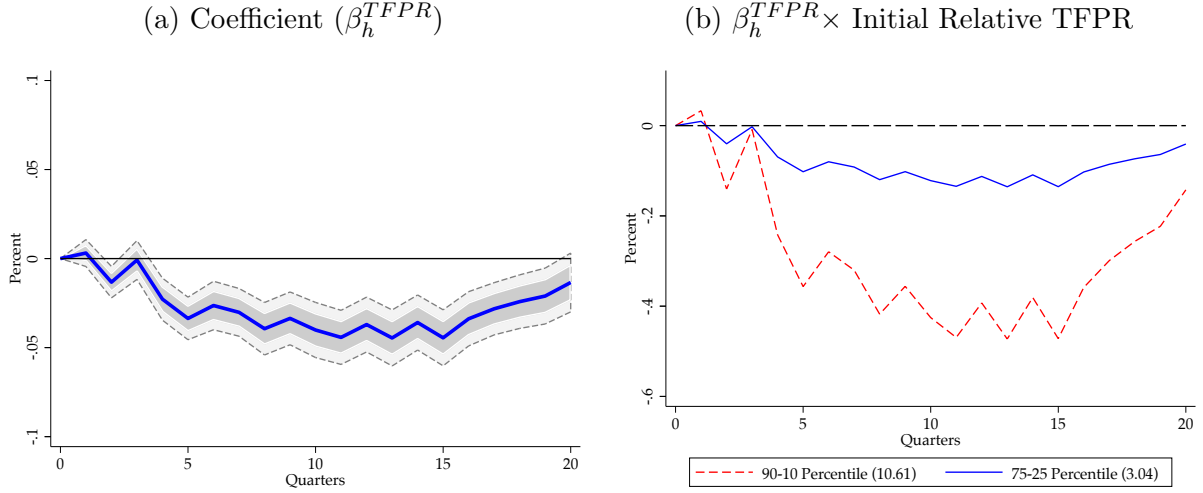 (a) Coefficient (β_h^{TFPR})
Percent
.1
.05
0
-.05
-.1
0 5 10 15 20
Quarters
(b) β_h^{TFPR}× Initial Relative TFPR
Percent
0
-.2
-.4
-.6
0 5 10 15 20
Quarters
90-10 Percentile (10.61) 75-25 Percentile (3.04)